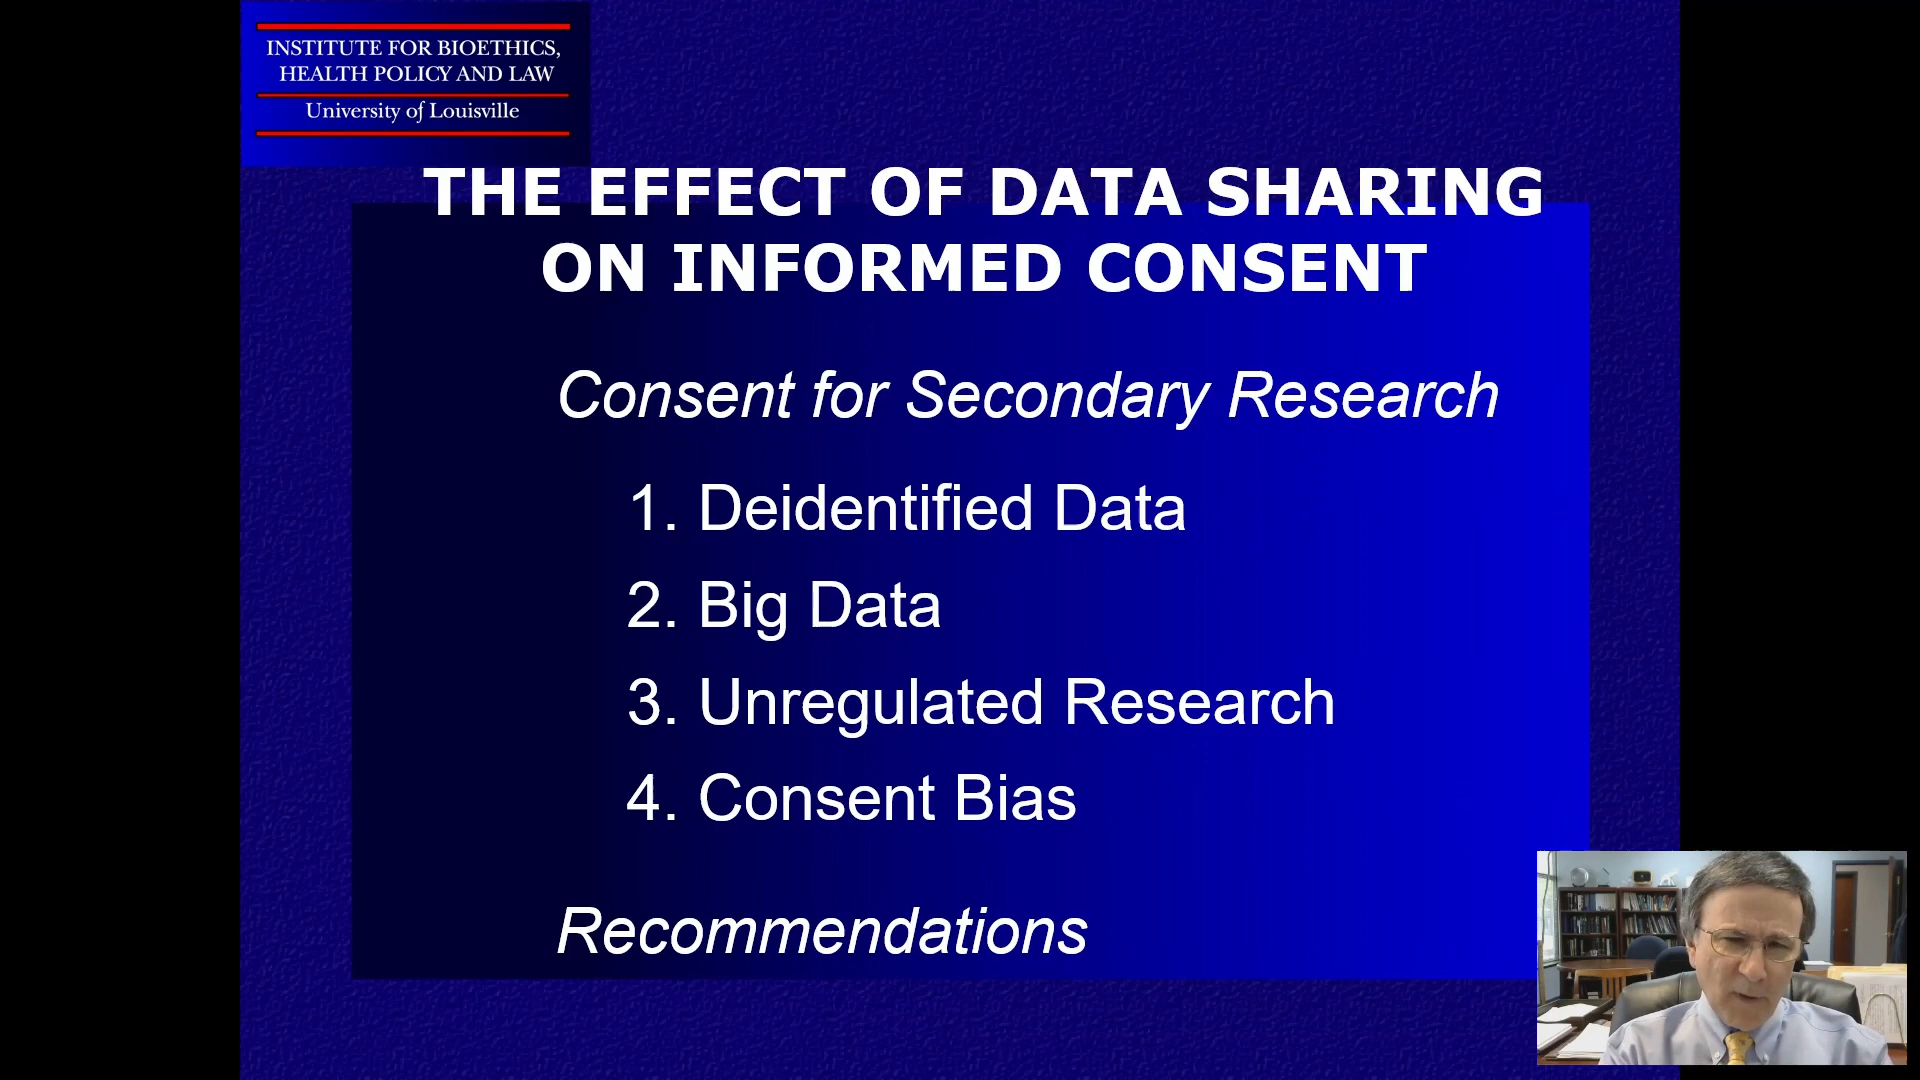 INSTITUTE FOR BIOETHICS,
HEALTH POLICY AND LAW
University of Louisville
THE EFFECT OF DATA SHARING
ON INFORMED CONSENT
Consent for Secondary Research
1. Deidentified Data
2. Big Data
3. Unregulated Research
4. Consent Bias
Recommendations